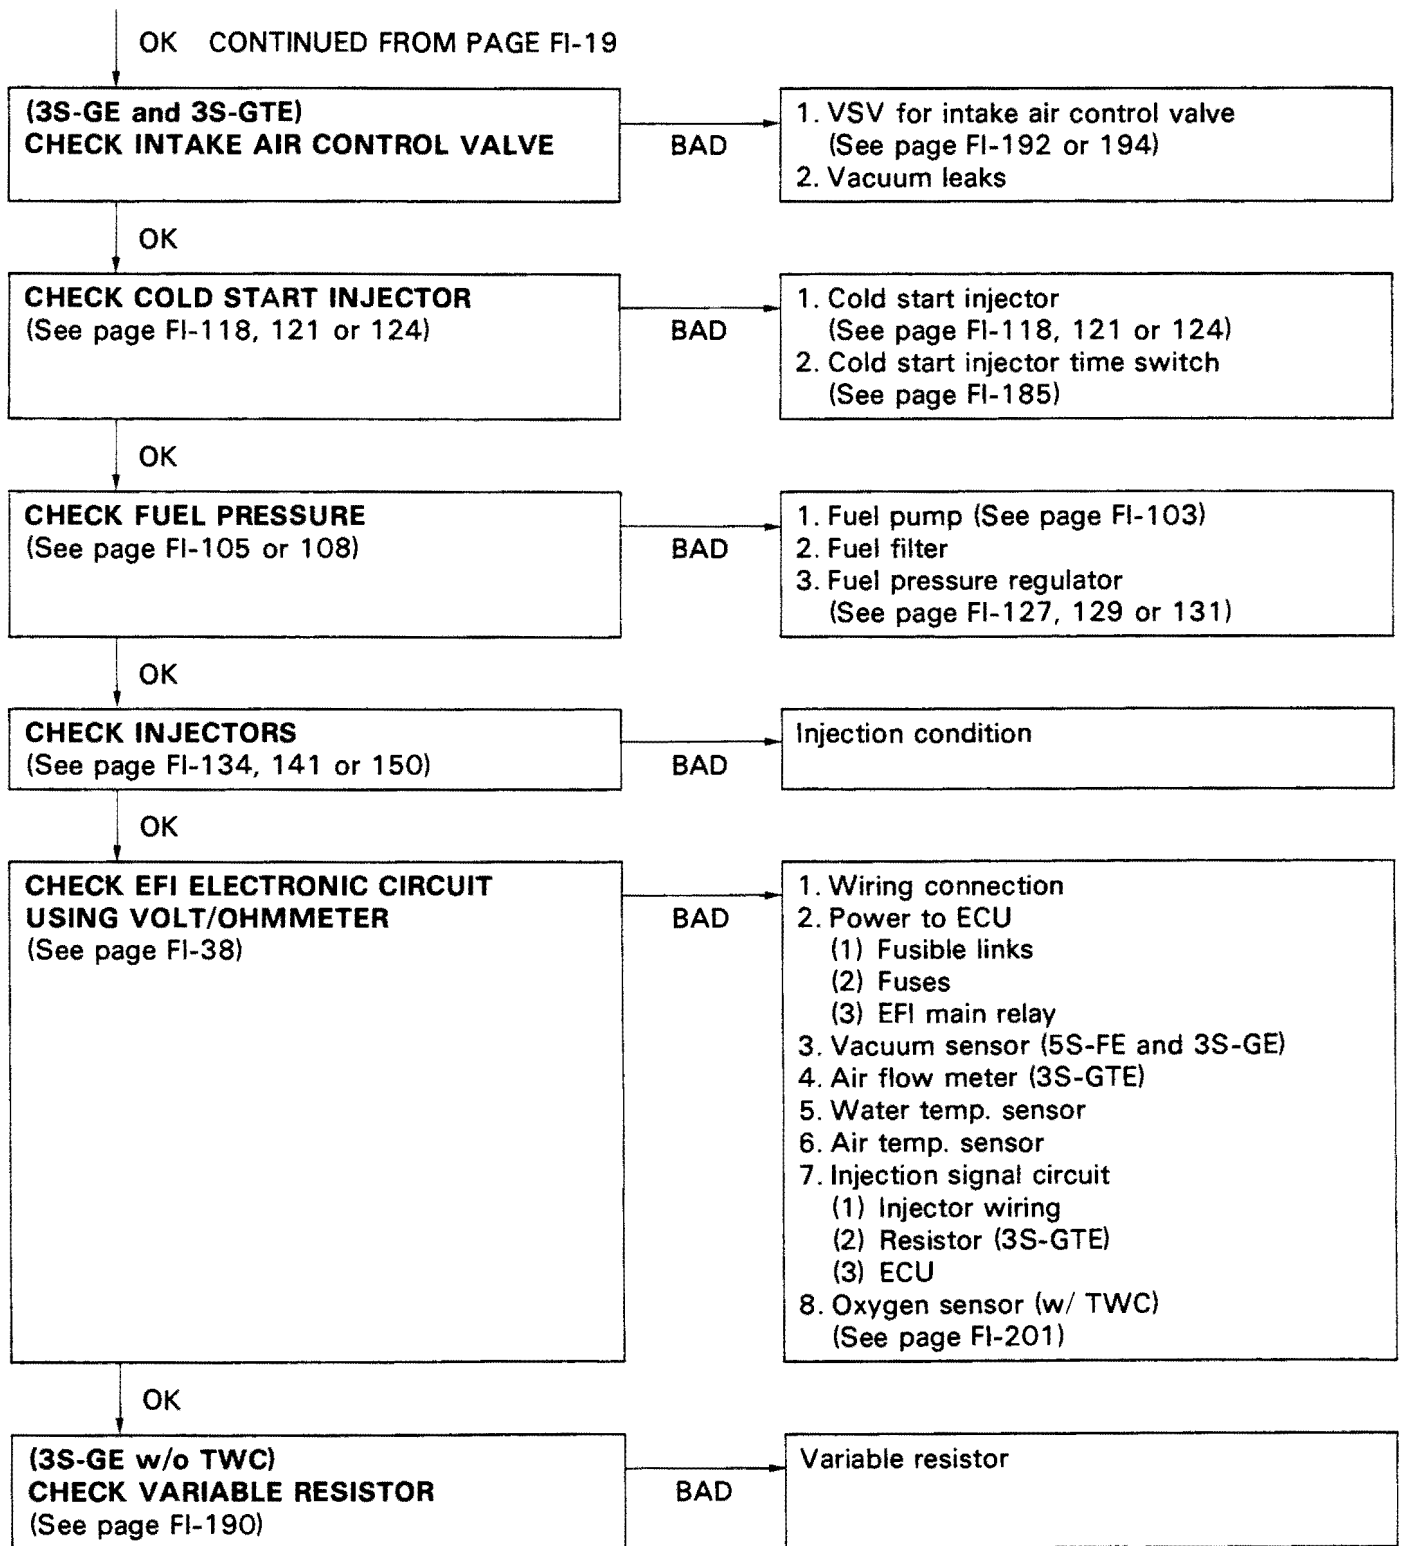 OK CONTINUED FROM PAGE FI-19
(3S-GE and 3S-GTE)
CHECK INTAKE AIR CONTROL VALVE
BAD
1. VSV for intake air control valve
(See page FI-192 or 194)
2. Vacuum leaks
OK
CHECK COLD START INJECTOR
(See page FI-118, 121 or 124)
BAD
1. Cold start injector
(See page FI-118, 121 or 124)
2. Cold start injector time switch
(See page FI-185)
OK
CHECK FUEL PRESSURE
(See page FI-105 or 108)
BAD
1. Fuel pump (See page FI-103)
2. Fuel filter
3. Fuel pressure regulator
(See page FI-127, 129 or 131)
OK
CHECK INJECTORS
(See page FI-134, 141 or 150)
BAD
Injection condition
OK
CHECK EFI ELECTRONIC CIRCUIT
USING VOLT/OHMMETER
(See page FI-38)
BAD
1. Wiring connection
2. Power to ECU
(1) Fusible links
(2) Fuses
(3) EFI main relay
3. Vacuum sensor (5S-FE and 3S-GE)
4. Air flow meter (3S-GTE)
5. Water temp. sensor
6. Air temp. sensor
7. Injection signal circuit
(1) Injector wiring
(2) Resistor (3S-GTE)
(3) ECU
8. Oxygen sensor (w/ TWC)
(See page FI-201)
OK
(3S-GE w/o TWC)
CHECK VARIABLE RESISTOR
(See page FI-190)
BAD
Variable resistor